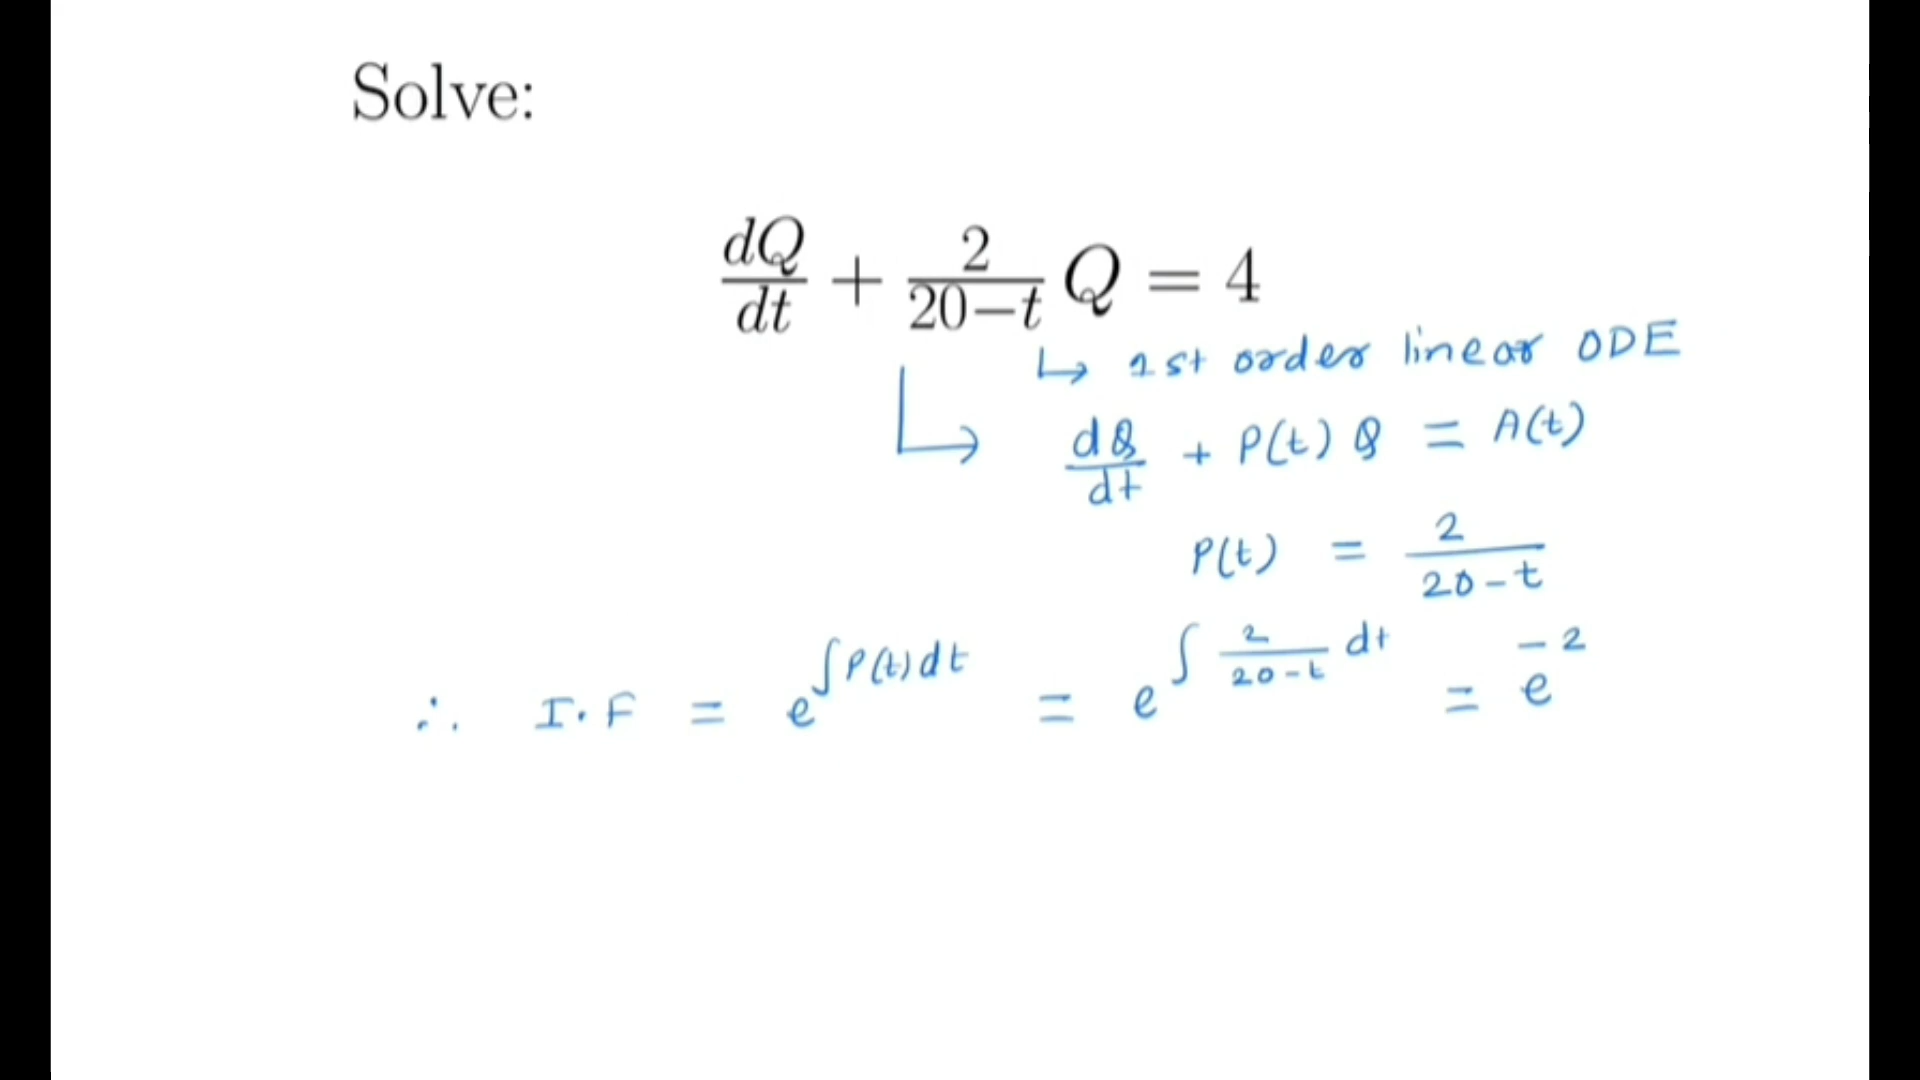 Solve:
dQ/dt + 2/(20−t) Q = 4
↳ 1st order linear ODE
↳ dQ/dt + P(t) Q = A(t)
P(t) = 2/(20-t)
∴ I.F = e^∫P(t)dt = e^∫ 2/(20-t) dt = e^-2